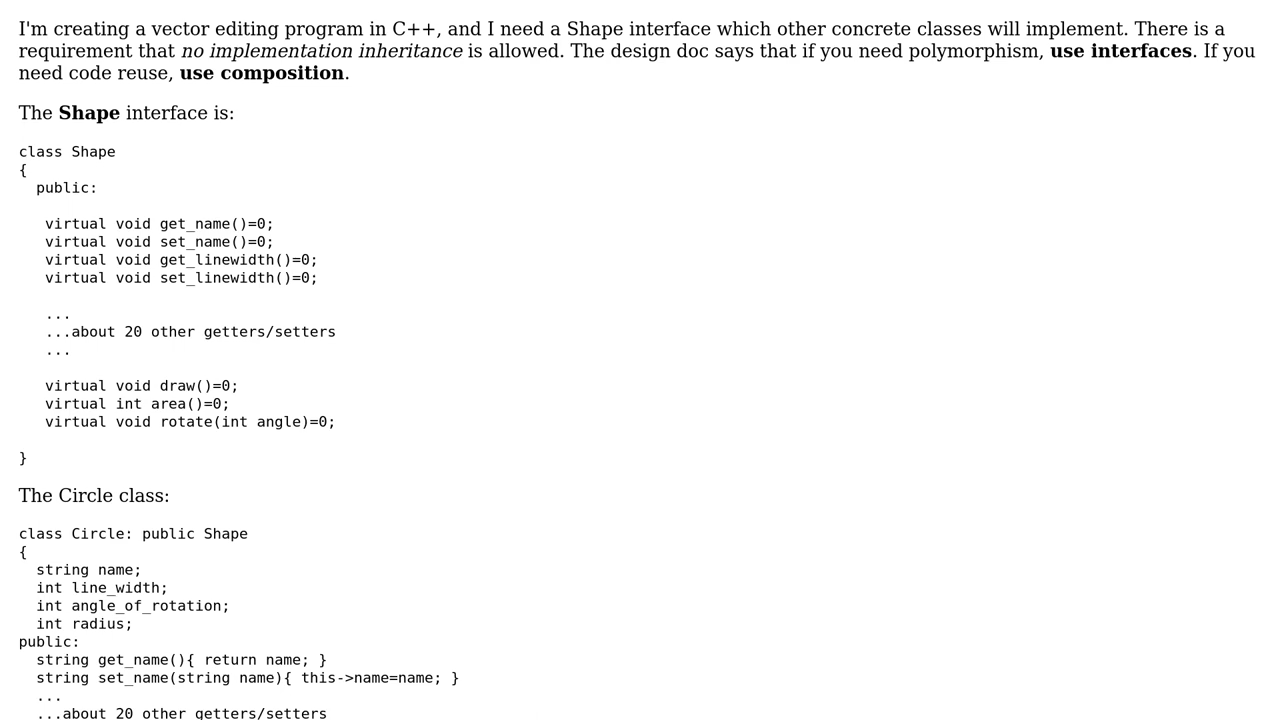 I'm creating a vector editing program in C++, and I need a Shape interface which other concrete classes will implement. There is a
requirement that no implementation inheritance is allowed. The design doc says that if you need polymorphism, use interfaces. If you
need code reuse, use composition.
The Shape interface is:
class Shape
{
  public:
   virtual void get_name()=0;
   virtual void set_name()=0;
   virtual void get_linewidth()=0;
   virtual void set_linewidth()=0;
   ...
   ...about 20 other getters/setters
   ...
   virtual void draw()=0;
   virtual int area()=0;
   virtual void rotate(int angle)=0;
}
The Circle class:
class Circle: public Shape
{
  string name;
  int line_width;
  int angle_of_rotation;
  int radius;
public:
  string get_name(){ return name; }
  string set_name(string name){ this->name=name; }
  ...
  ...about 20 other getters/setters